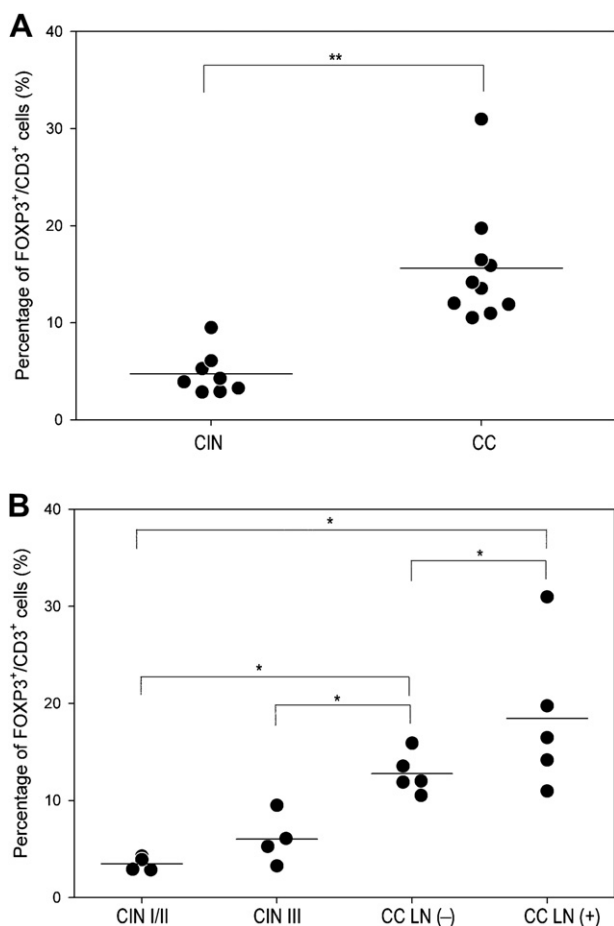 A
40
**
30
20
10
0
Percentage of FOXP3⁺/CD3⁺ cells (%)
CIN CC
B
40
*
*
30
*
*
20
10
0
Percentage of FOXP3⁺/CD3⁺ cells (%)
CIN I/II CIN III CC LN (–) CC LN (+)